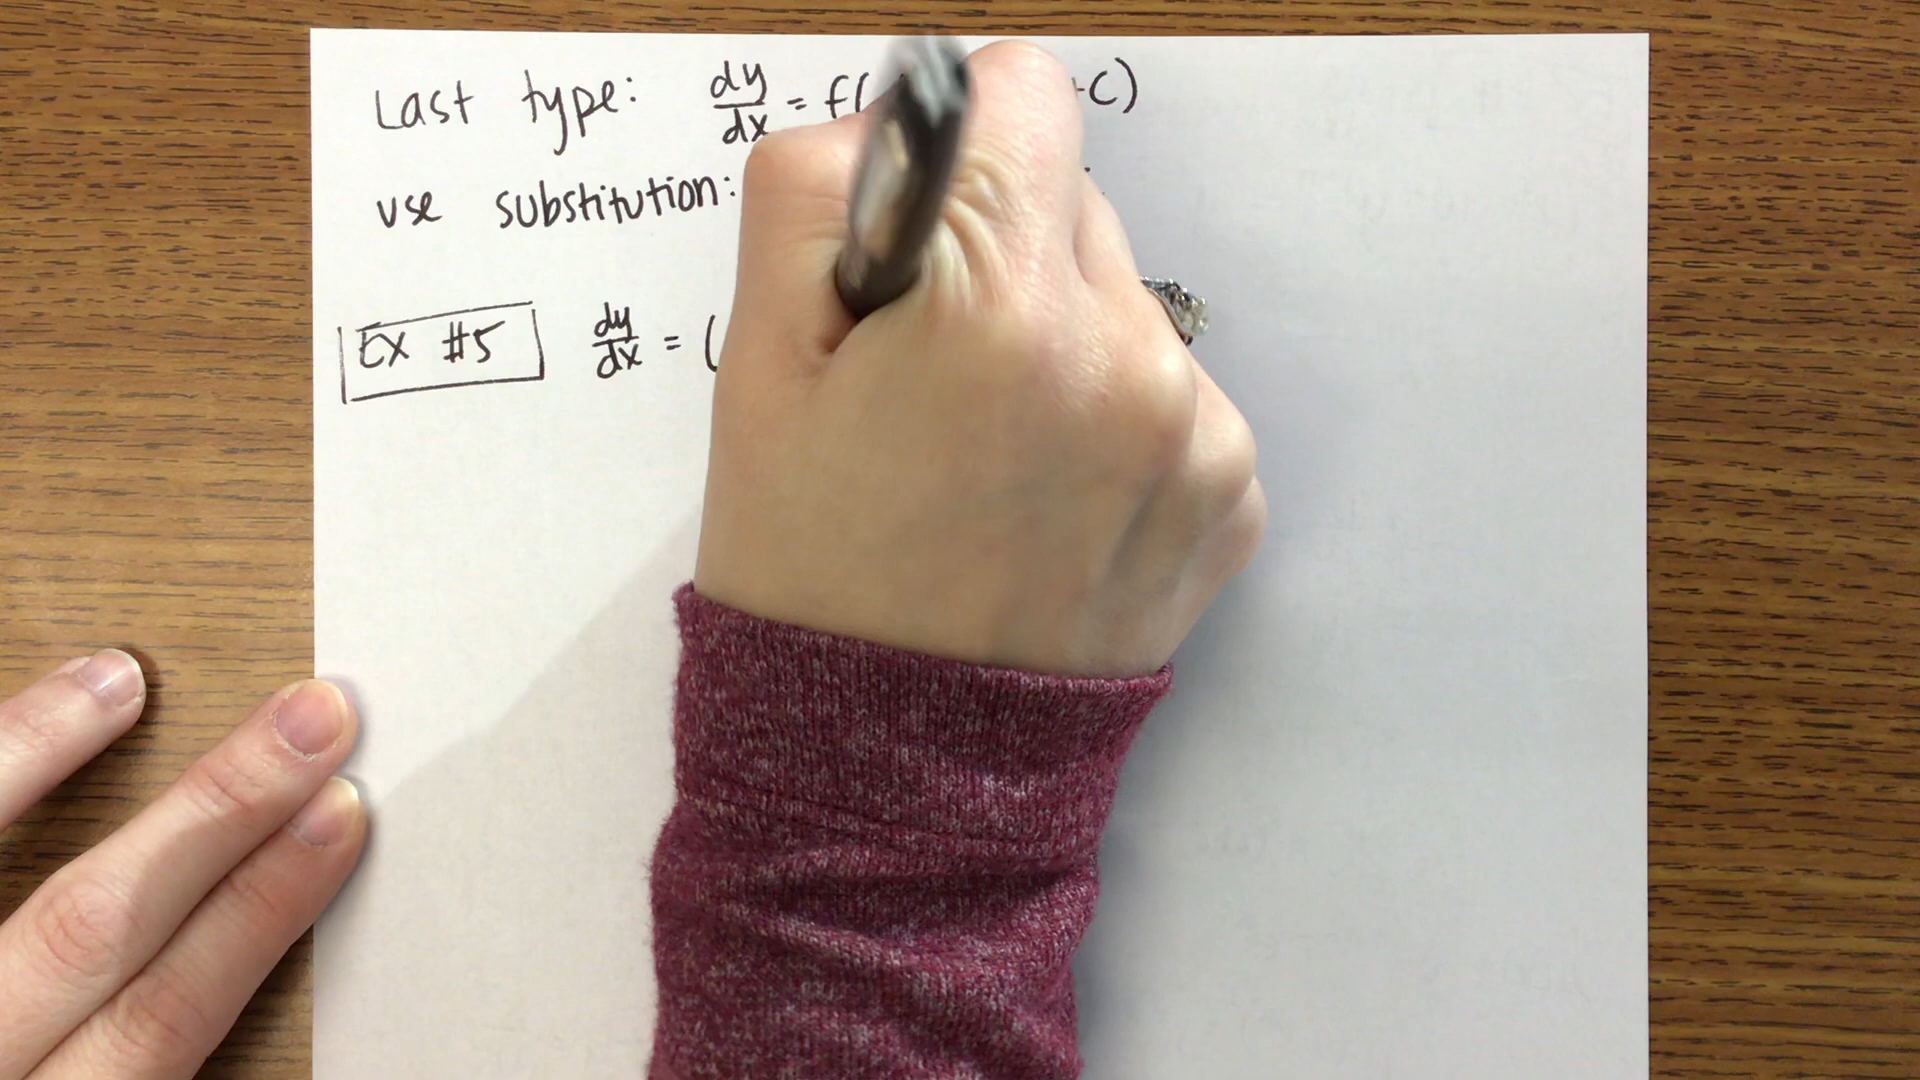 Last type: dy/dx = f( +C)
use substitution:
EX #5 dy/dx = (